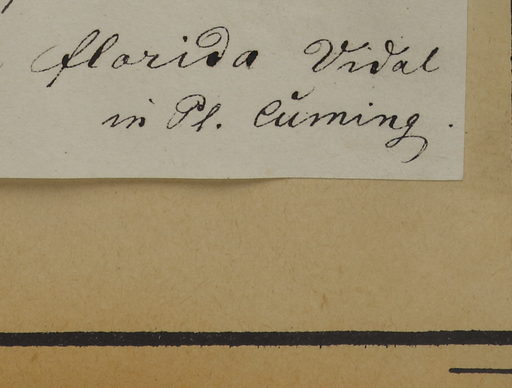 florida Vidal
in Pl. Cuming.